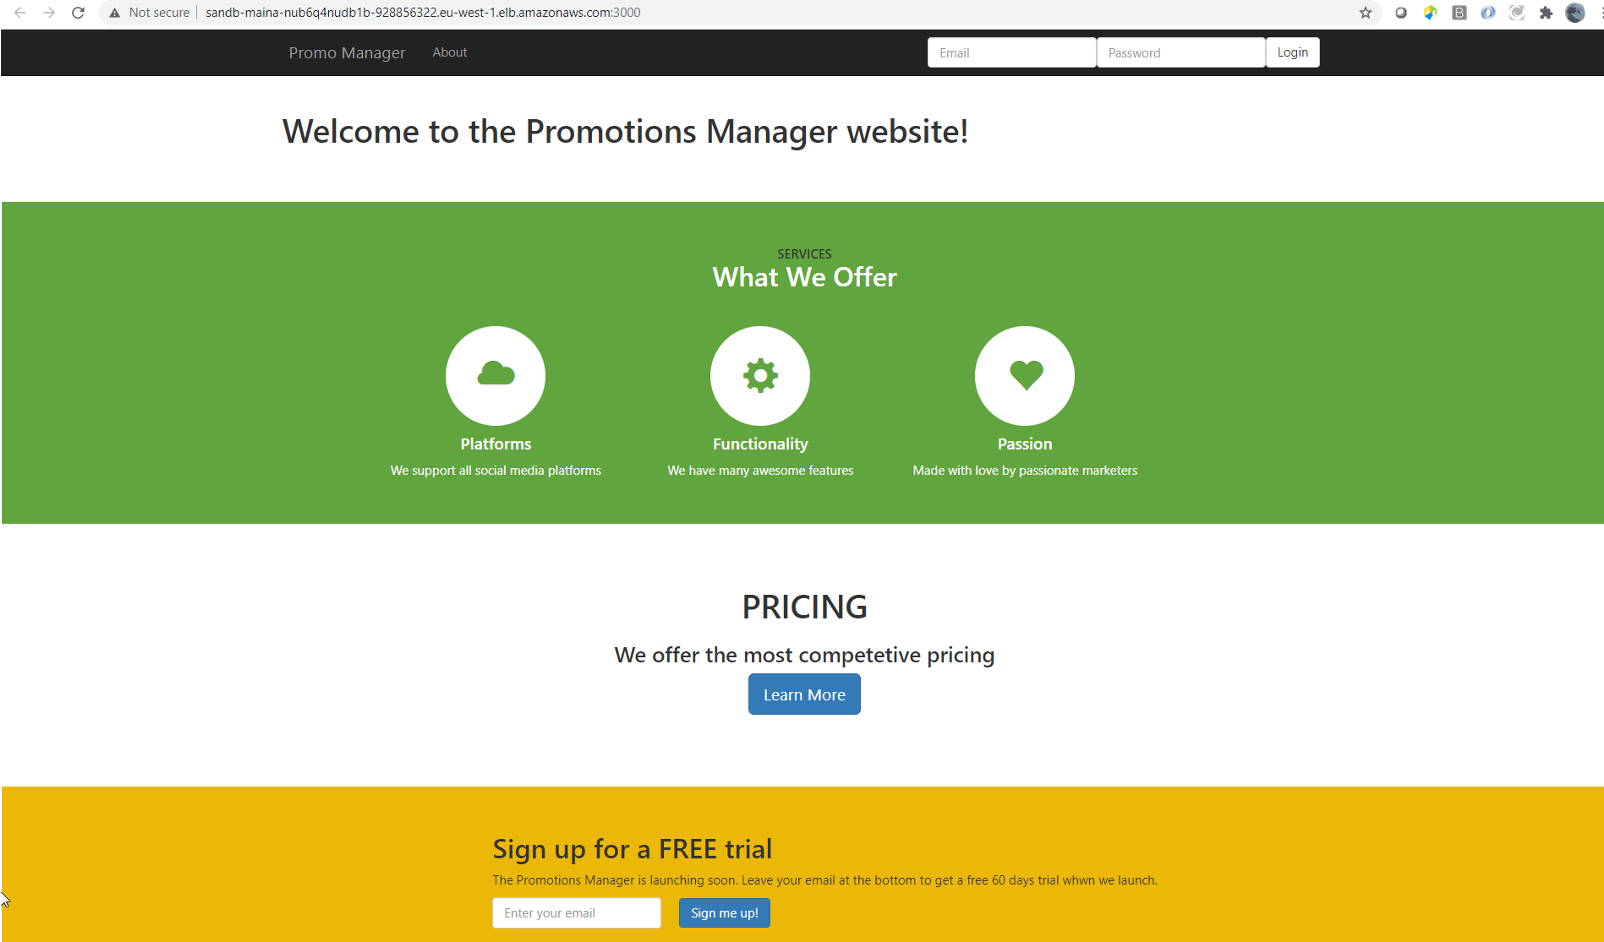 Not secure sandb-maina-nub6q4nudb1b-928856322.eu-west-1.elb.amazonaws.com:3000
Promo Manager About Email Password Login
Welcome to the Promotions Manager website!
SERVICES
What We Offer
Platforms Functionality Passion
We support all social media platforms We have many awesome features Made with love by passionate marketers
PRICING
We offer the most competetive pricing
Learn More
Sign up for a FREE trial
The Promotions Manager is launching soon. Leave your email at the bottom to get a free 60 days trial whwn we launch.
Enter your email Sign me up!